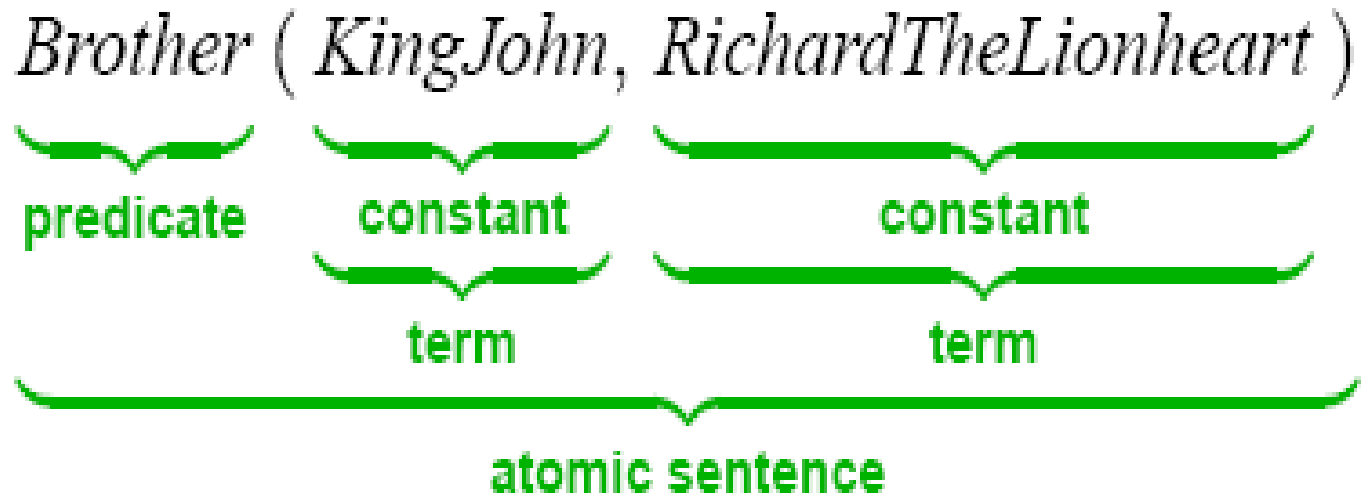 Brother ( KingJohn, RichardTheLionheart )
predicate constant constant
term term
atomic sentence